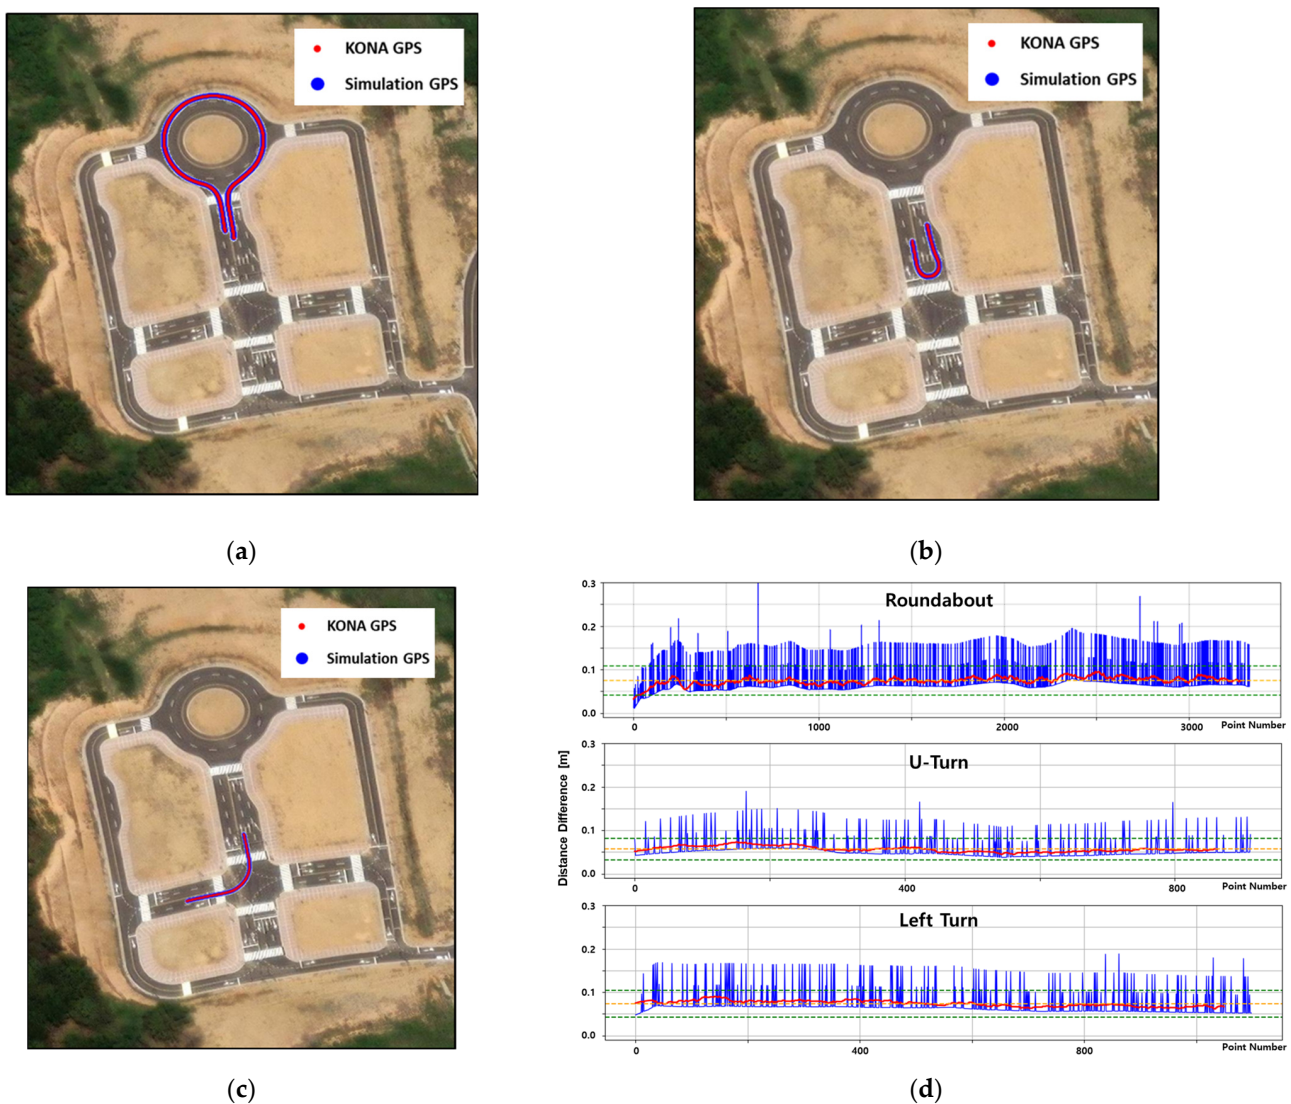 KONA GPS
Simulation GPS
(a)
KONA GPS
Simulation GPS
(b)
KONA GPS
Simulation GPS
(c)
Distance Difference [m]
Roundabout
0.3
0.2
0.1
0.0
0
1000
2000
3000
Point Number
U-Turn
0.3
0.2
0.1
0.0
0
400
800
Point Number
Left Turn
0.3
0.2
0.1
0.0
0
400
800
Point Number
(d)